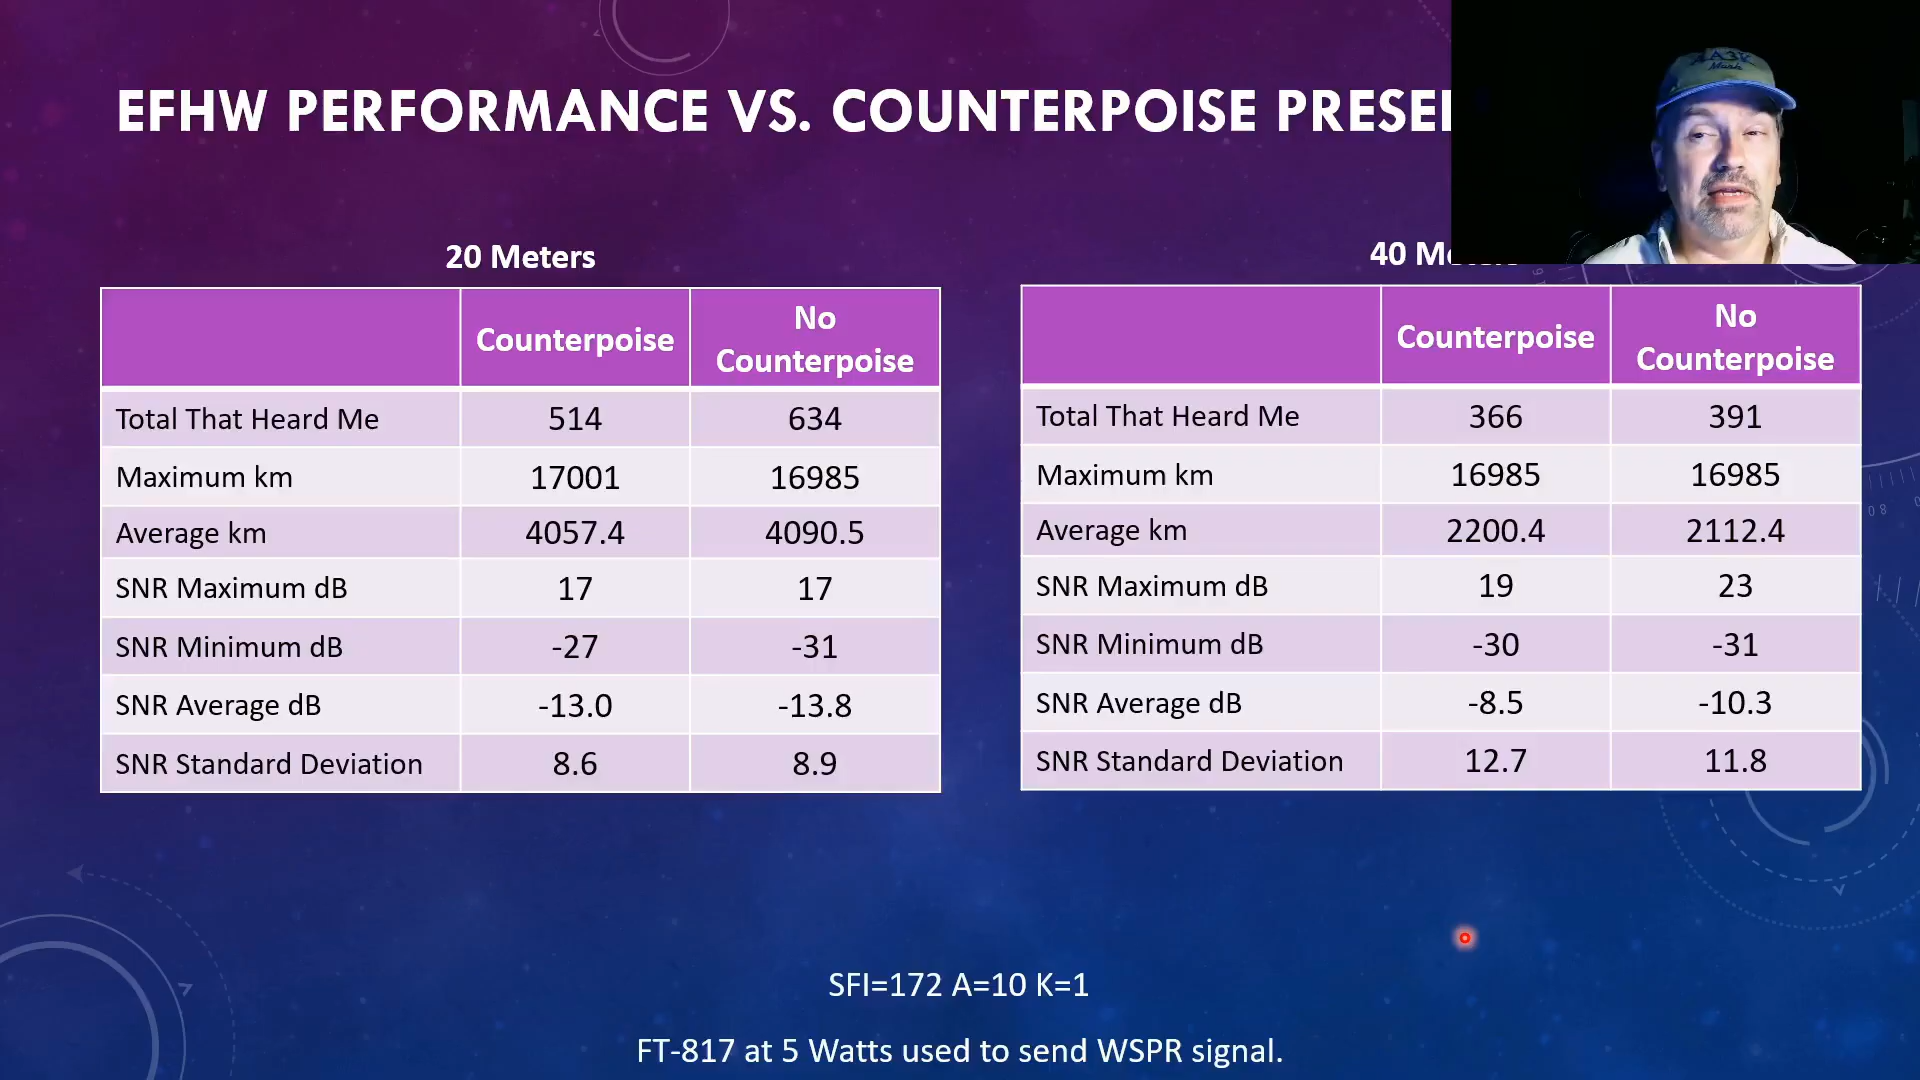 EFHW PERFORMANCE VS. COUNTERPOISE
20 Meters
Counterpoise
No
Counterpoise
Total That Heard Me
514
634
Maximum km
17001
16985
Average km
4057.4
4090.5
SNR Maximum dB
17
17
SNR Minimum dB
-27
-31
SNR Average dB
-13.0
-13.8
SNR Standard Deviation
8.6
8.9
40
Counterpoise
No
Counterpoise
Total That Heard Me
366
391
Maximum km
16985
16985
Average km
2200.4
2112.4
SNR Maximum dB
19
23
SNR Minimum dB
-30
-31
SNR Average dB
-8.5
-10.3
SNR Standard Deviation
12.7
11.8
SFI=172 A=10 K=1
FT-817 at 5 Watts used to send WSPR signal.